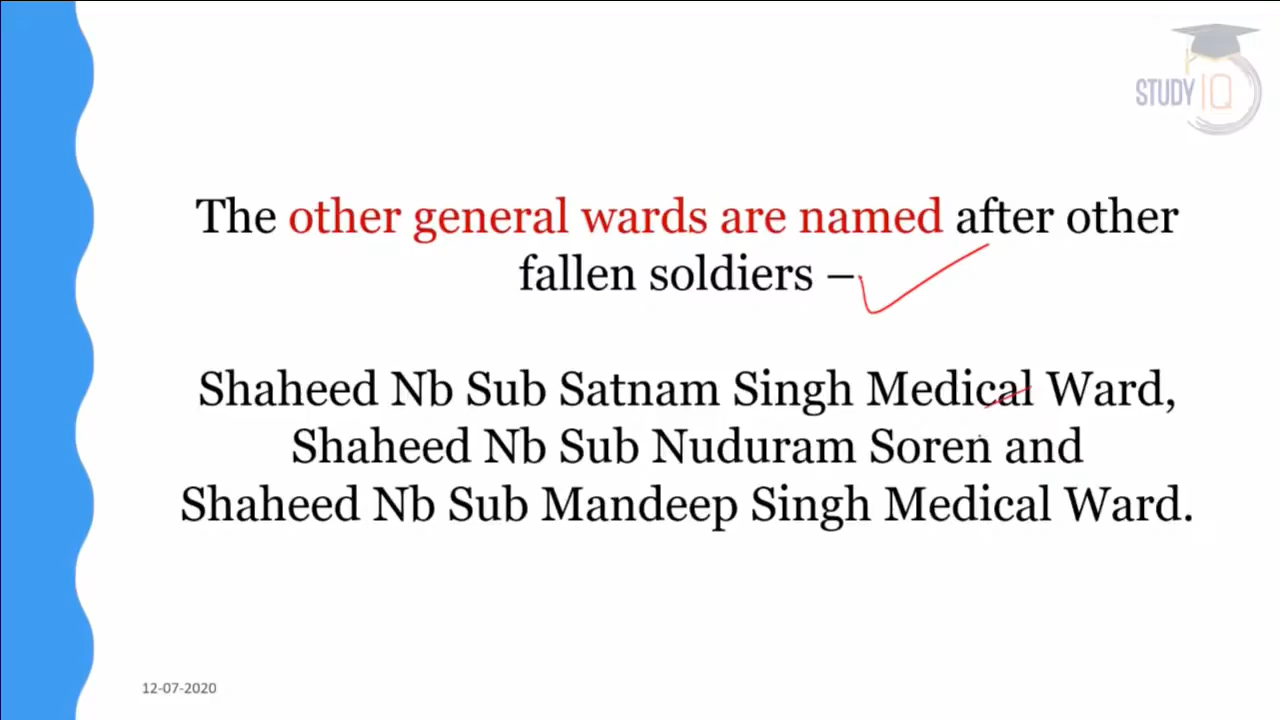 STUDY IQ
The other general wards are named after other
fallen soldiers –
Shaheed Nb Sub Satnam Singh Medical Ward,
Shaheed Nb Sub Nuduram Soren and
Shaheed Nb Sub Mandeep Singh Medical Ward.
12-07-2020